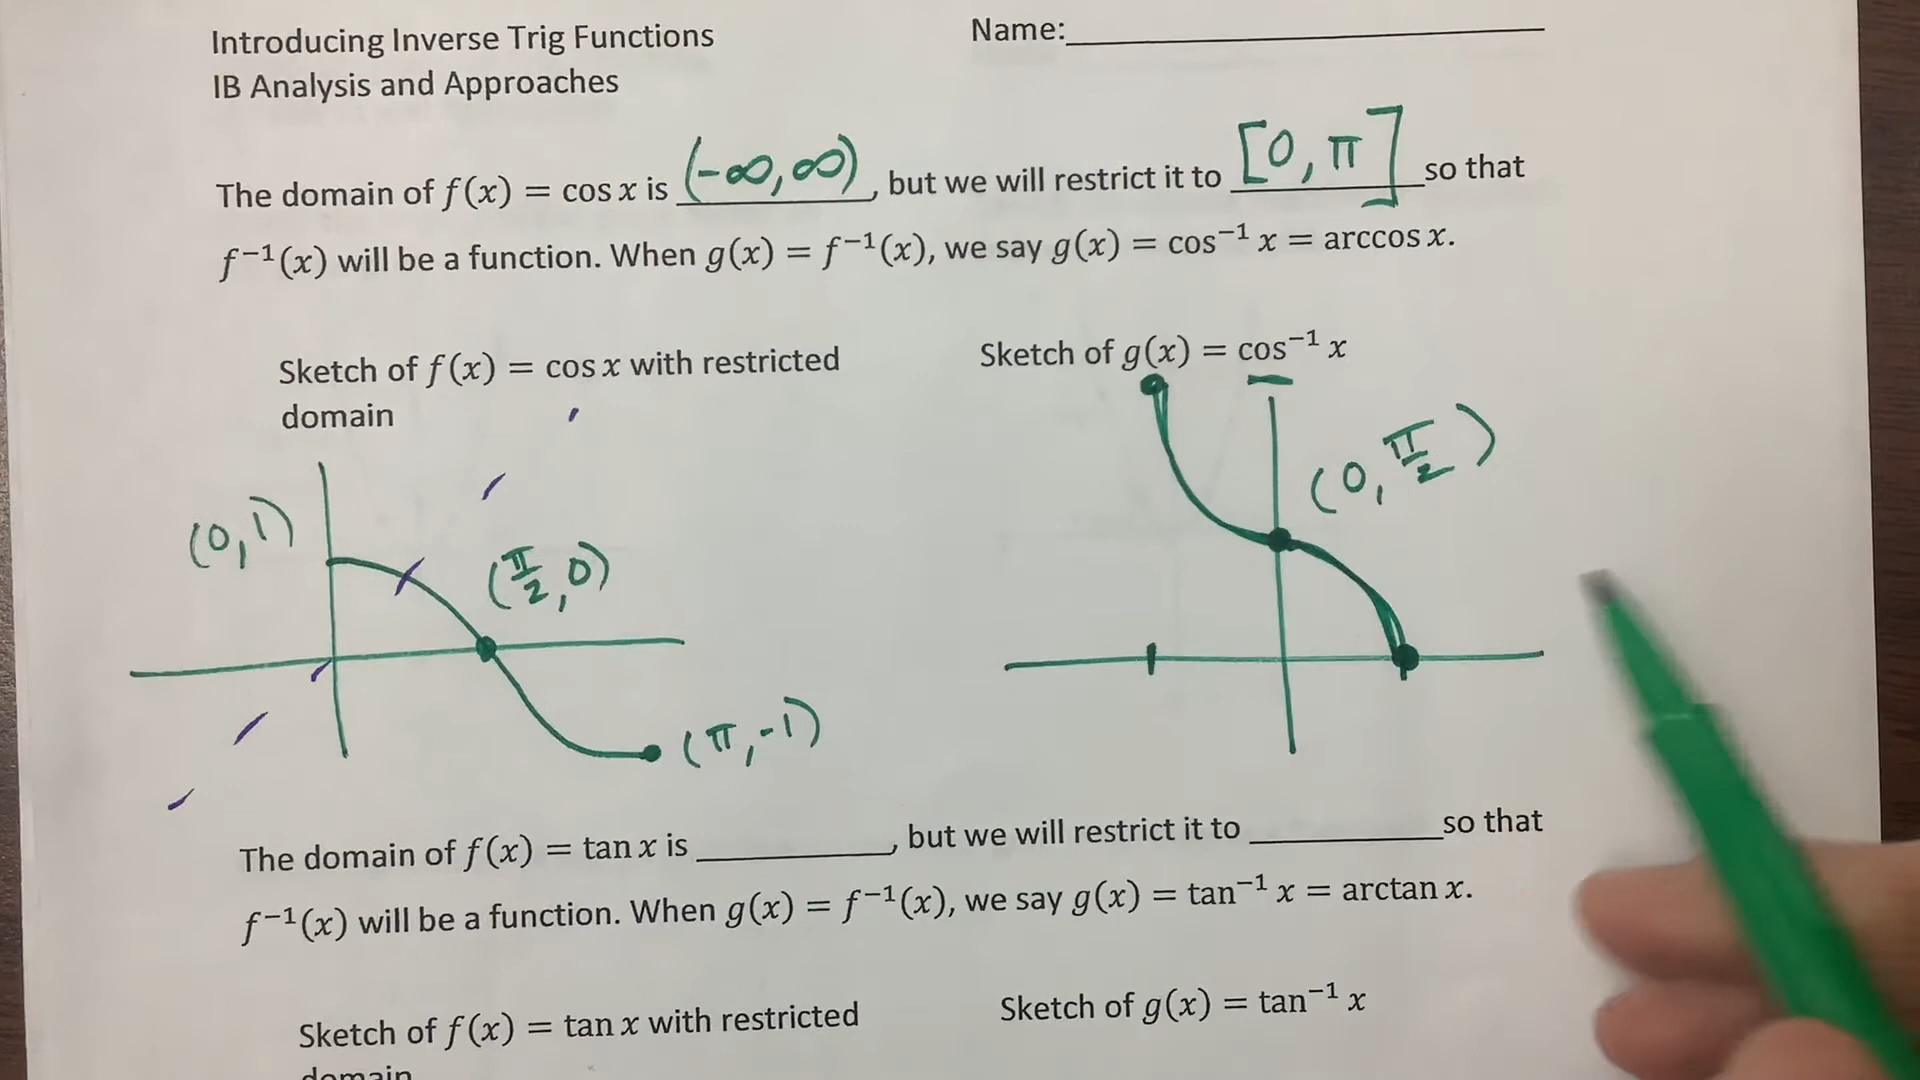 Introducing Inverse Trig Functions
Name:
IB Analysis and Approaches
The domain of f(x) = cos x is (-∞,∞), but we will restrict it to [0, π] so that
f⁻¹(x) will be a function. When g(x) = f⁻¹(x), we say g(x) = cos⁻¹ x = arccos x.
Sketch of f(x) = cos x with restricted
domain
(0,1)
(π/2, 0)
(π, -1)
Sketch of g(x) = cos⁻¹ x
(0, π/2)
The domain of f(x) = tan x is __________, but we will restrict it to __________ so that
f⁻¹(x) will be a function. When g(x) = f⁻¹(x), we say g(x) = tan⁻¹ x = arctan x.
Sketch of f(x) = tan x with restricted
domain
Sketch of g(x) = tan⁻¹ x